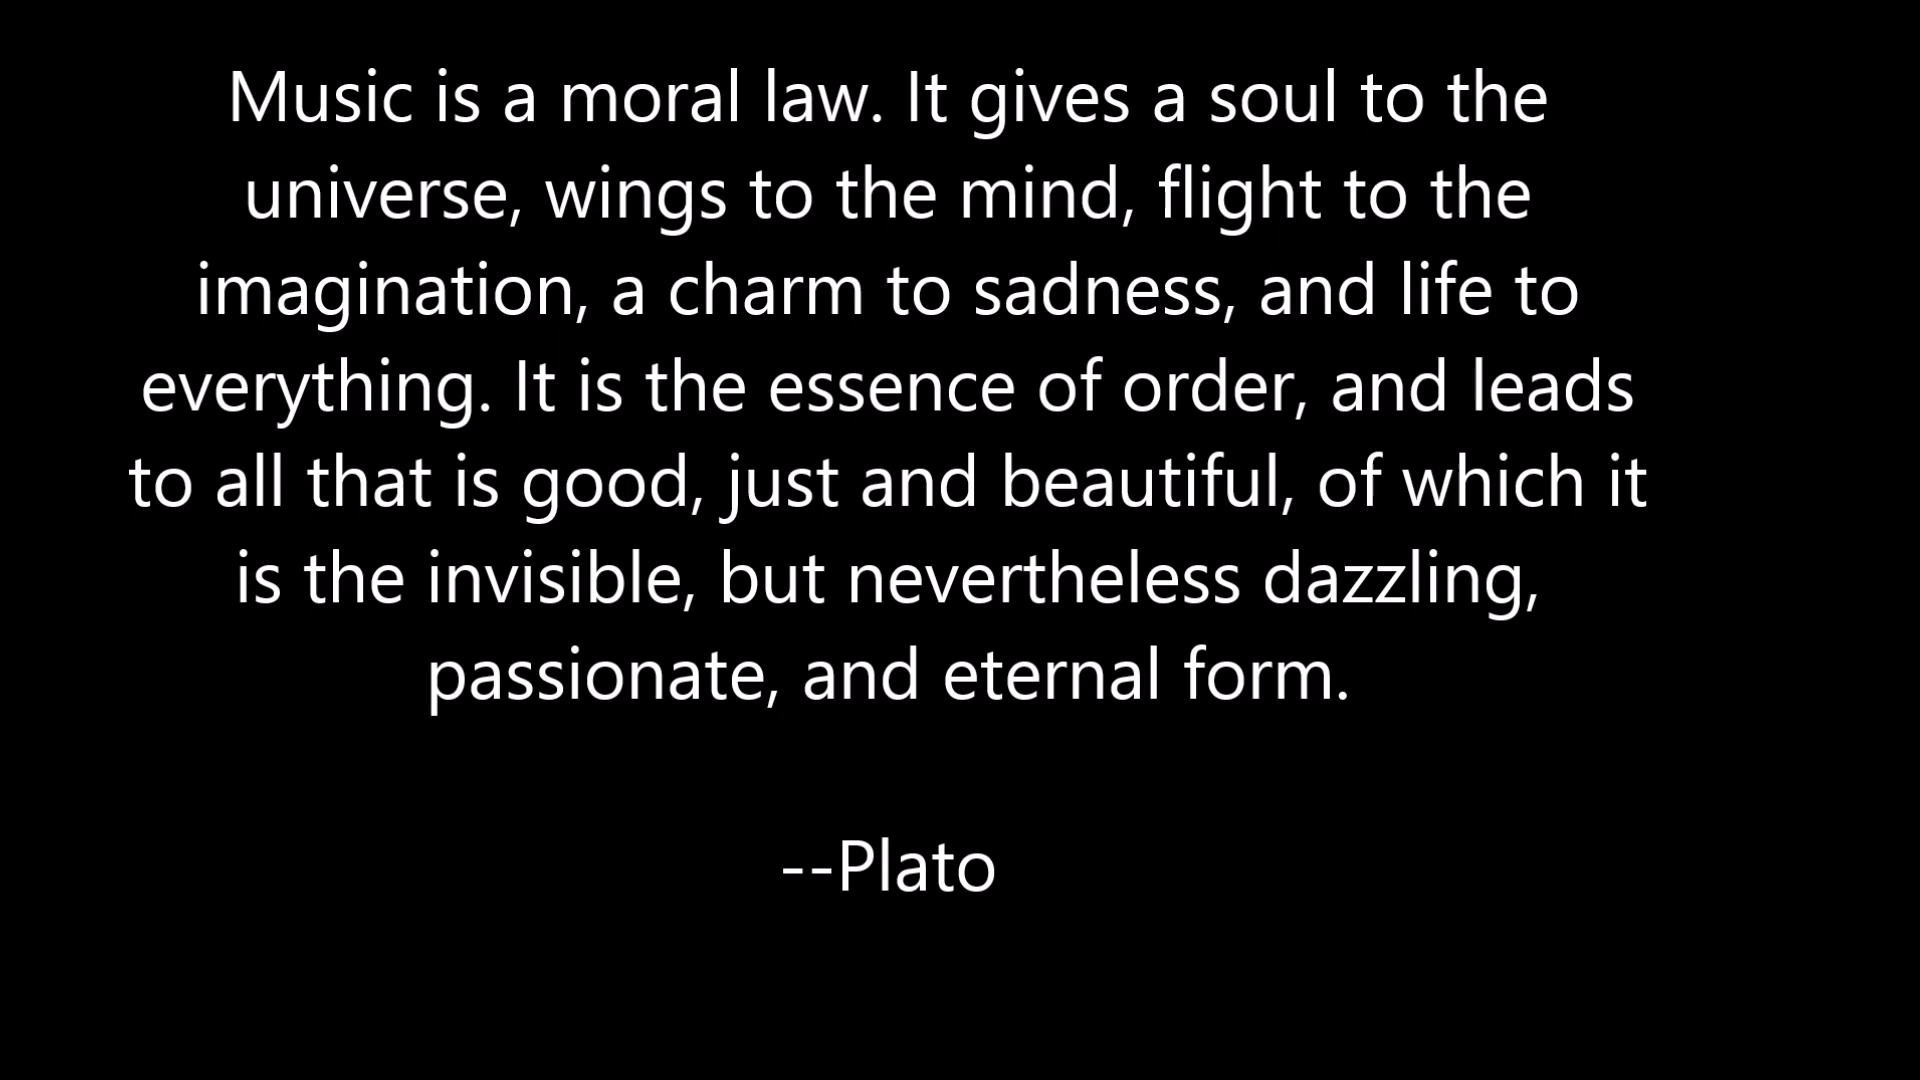 Music is a moral law. It gives a soul to the
universe, wings to the mind, flight to the
imagination, a charm to sadness, and life to
everything. It is the essence of order, and leads
to all that is good, just and beautiful, of which it
is the invisible, but nevertheless dazzling,
passionate, and eternal form.
--Plato